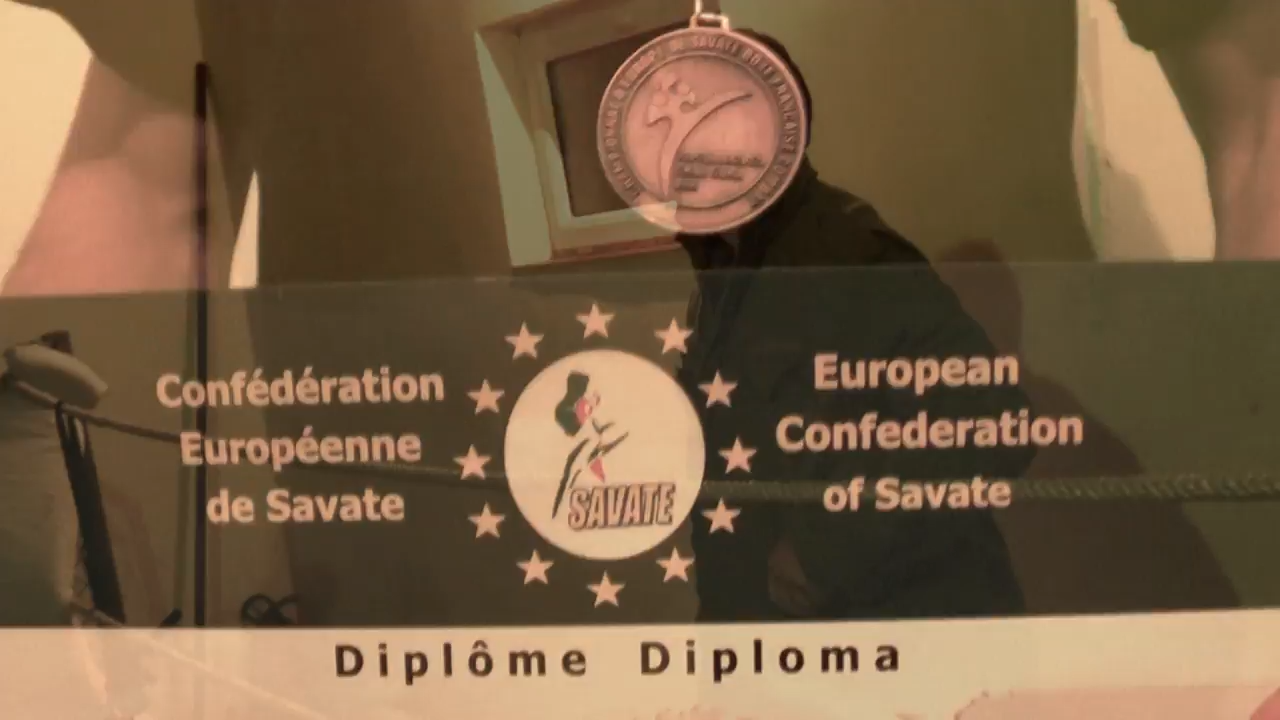 Confédération
Européenne
de Savate
SAVATE
European
Confederation
of Savate
Diplôme Diploma